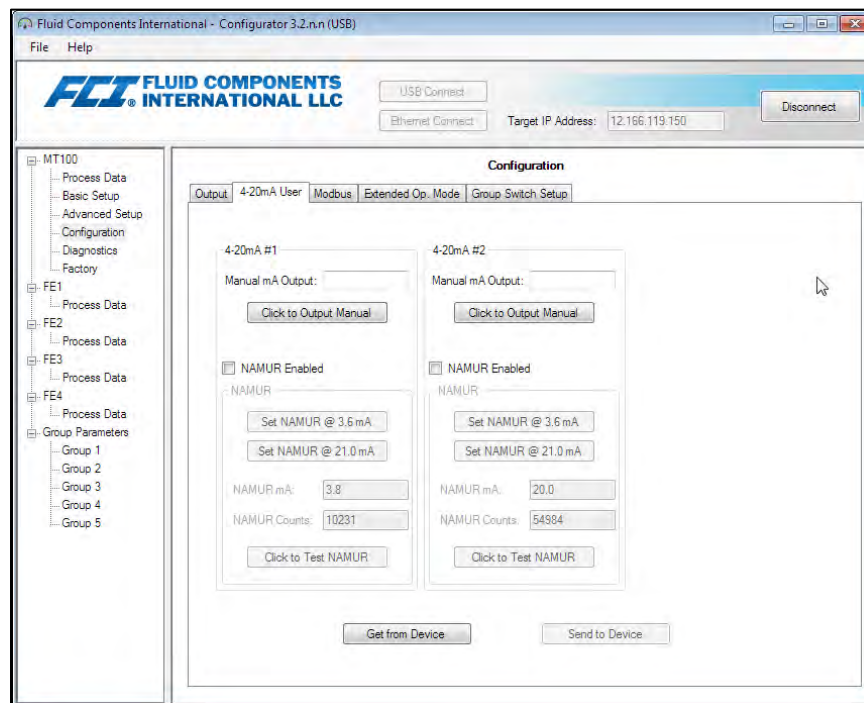 Fluid Components International - Configurator 3.2.n.n (USB)
File Help
FCI® FLUID COMPONENTS
INTERNATIONAL LLC
USB Connect
Ethernet Connect Target IP Address: 12.166.119.150
Disconnect
MT100
Process Data
Basic Setup
Advanced Setup
Configuration
Diagnostics
Factory
FE1
Process Data
FE2
Process Data
FE3
Process Data
FE4
Process Data
Group Parameters
Group 1
Group 2
Group 3
Group 4
Group 5
Configuration
Output 4-20mA User Modbus Extended Op. Mode Group Switch Setup
4-20mA #1
Manual mA Output:
Click to Output Manual
NAMUR Enabled
NAMUR
Set NAMUR @ 3.6 mA
Set NAMUR @ 21.0 mA
NAMUR mA: 3.8
NAMUR Counts: 10231
Click to Test NAMUR
4-20mA #2
Manual mA Output:
Click to Output Manual
NAMUR Enabled
NAMUR
Set NAMUR @ 3.6 mA
Set NAMUR @ 21.0 mA
NAMUR mA: 20.0
NAMUR Counts: 54984
Click to Test NAMUR
Get from Device Send to Device